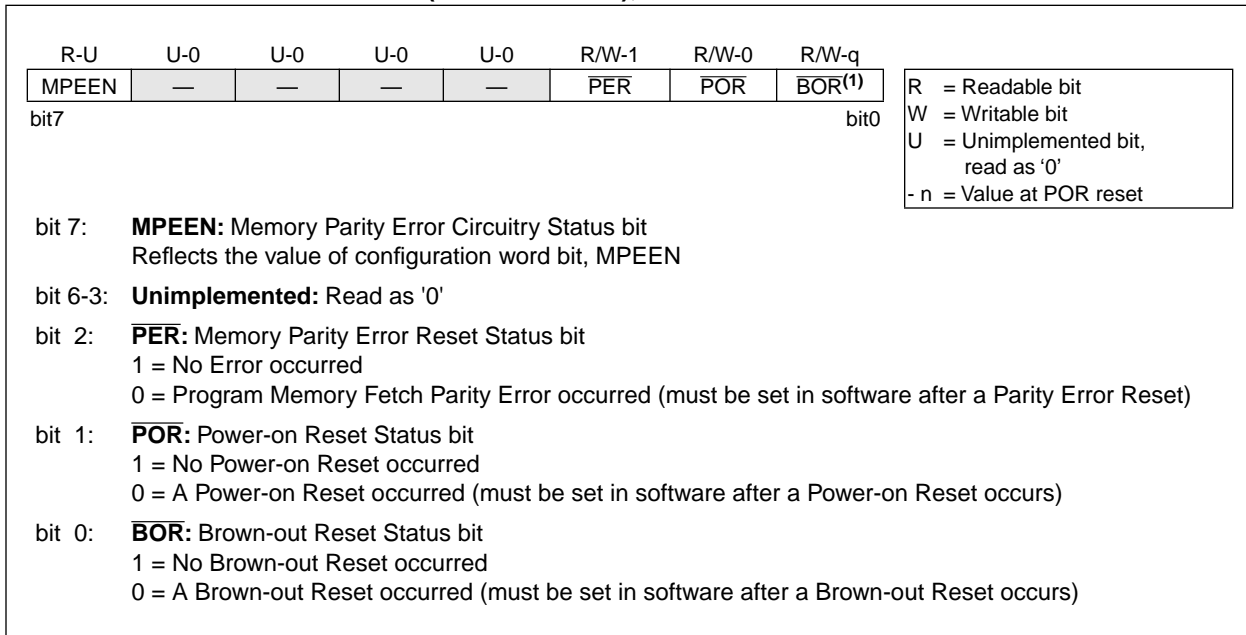 R-U U-0 U-0 U-0 U-0 R/W-1 R/W-0 R/W-q
MPEEN — — — — PER POR BOR(1)
bit7 bit0
R = Readable bit
W = Writable bit
U = Unimplemented bit,
read as ‘0’
- n = Value at POR reset
bit 7: MPEEN: Memory Parity Error Circuitry Status bit
Reflects the value of configuration word bit, MPEEN
bit 6-3: Unimplemented: Read as '0'
bit 2: PER: Memory Parity Error Reset Status bit
1 = No Error occurred
0 = Program Memory Fetch Parity Error occurred (must be set in software after a Parity Error Reset)
bit 1: POR: Power-on Reset Status bit
1 = No Power-on Reset occurred
0 = A Power-on Reset occurred (must be set in software after a Power-on Reset occurs)
bit 0: BOR: Brown-out Reset Status bit
1 = No Brown-out Reset occurred
0 = A Brown-out Reset occurred (must be set in software after a Brown-out Reset occurs)